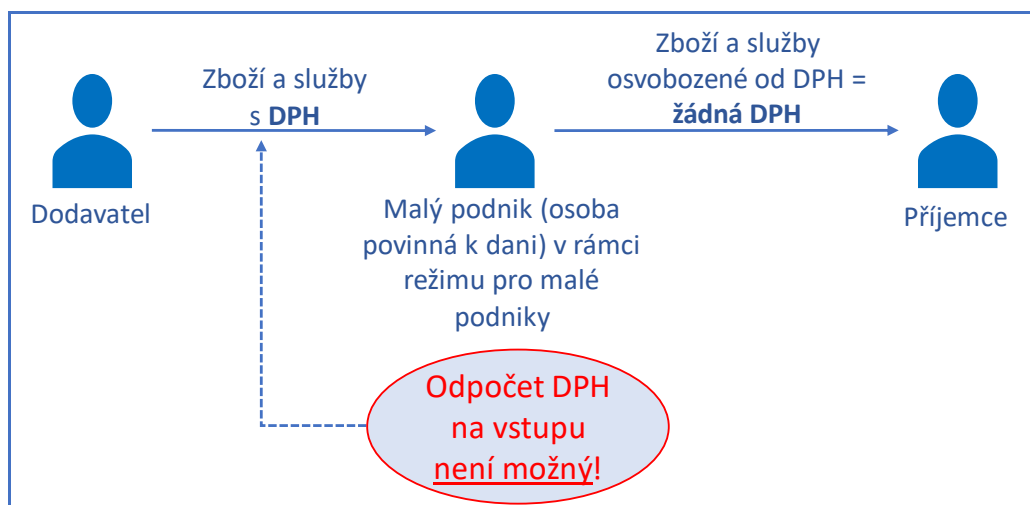 Zboží a služby
s DPH
Zboží a služby
osvobozené od DPH =
žádná DPH
Dodavatel
Malý podnik (osoba
povinná k dani) v rámci
režimu pro malé
podniky
Příjemce
Odpočet DPH
na vstupu
není možný!